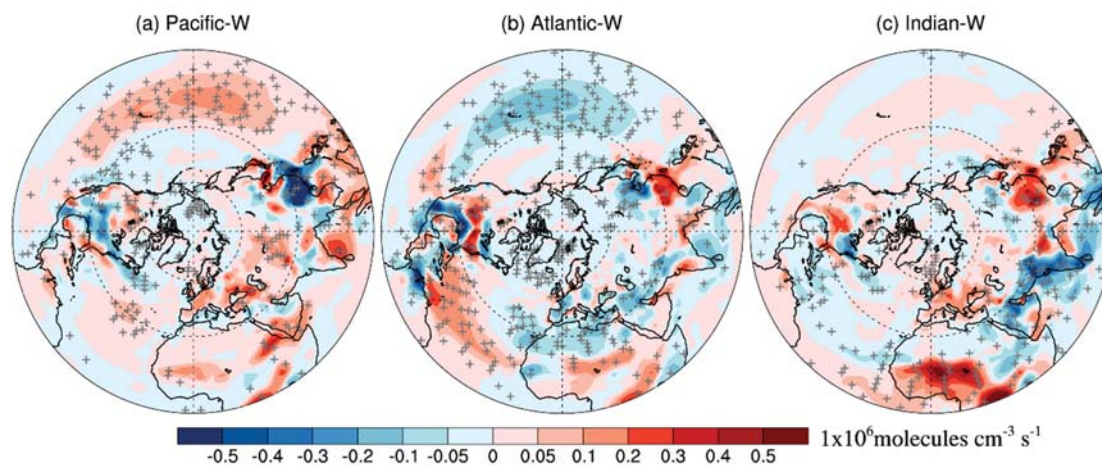 (a) Pacific-W (b) Atlantic-W (c) Indian-W
-0.5 -0.4 -0.3 -0.2 -0.1 -0.05 0 0.05 0.1 0.2 0.3 0.4 0.5 1x10⁶molecules cm⁻³ s⁻¹